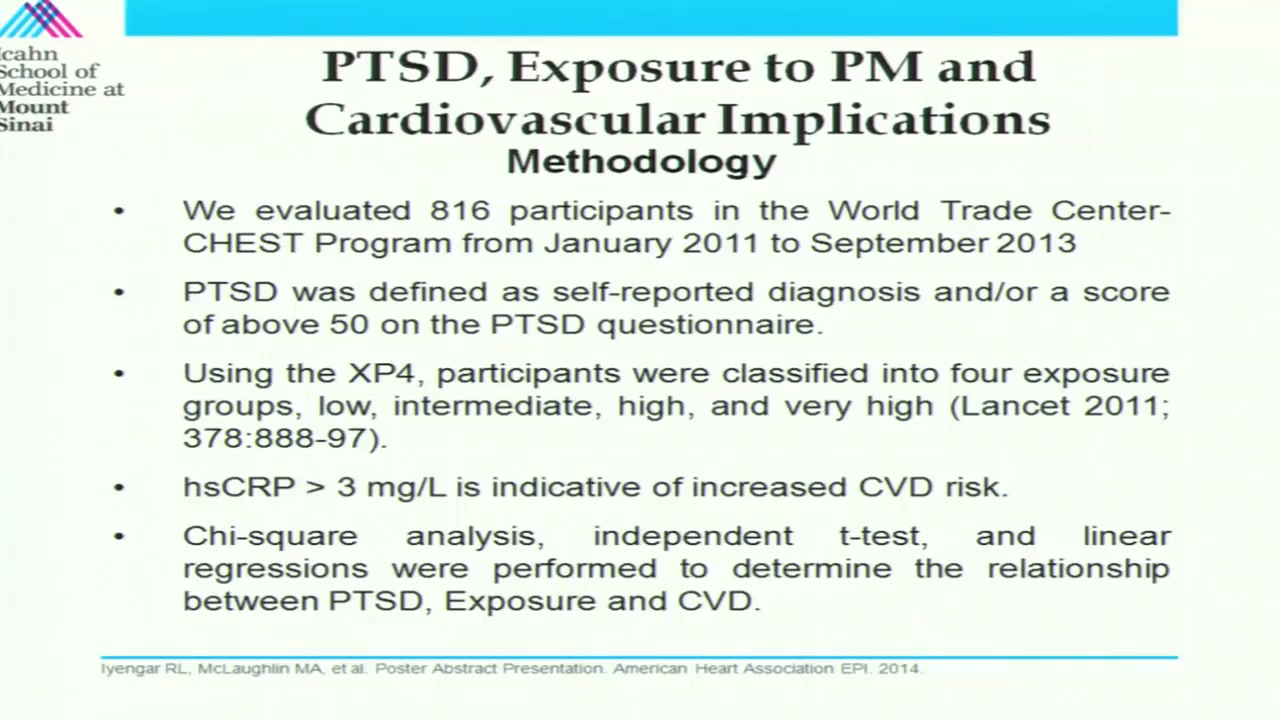 Icahn
School of
Medicine at
Mount
Sinai
PTSD, Exposure to PM and
Cardiovascular Implications
Methodology
• We evaluated 816 participants in the World Trade Center-
CHEST Program from January 2011 to September 2013
• PTSD was defined as self-reported diagnosis and/or a score
of above 50 on the PTSD questionnaire.
• Using the XP4, participants were classified into four exposure
groups, low, intermediate, high, and very high (Lancet 2011;
378:888-97).
• hsCRP > 3 mg/L is indicative of increased CVD risk.
• Chi-square analysis, independent t-test, and linear
regressions were performed to determine the relationship
between PTSD, Exposure and CVD.
Iyengar RL, McLaughlin MA, et al. Poster Abstract Presentation. American Heart Association EPI. 2014.